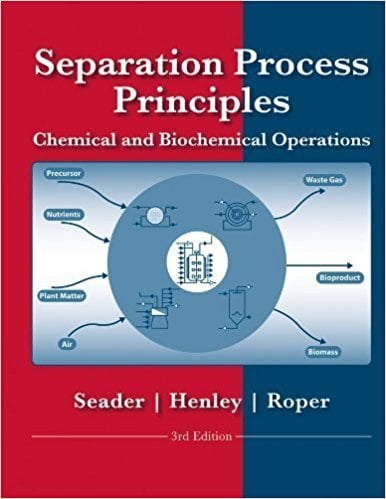 Separation Process
Principles
Chemical and Biochemical Operations
Precursor
Nutrients
Plant Matter
Air
Waste Gas
Bioproduct
Biomass
Seader | Henley | Roper
3rd Edition